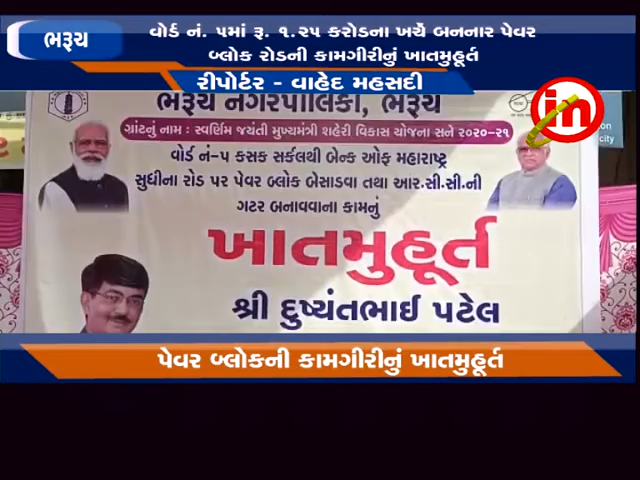 ભરૂચ
વોર્ડ નં. ૫માં રૂ. ૧.૨૫ કરોડના ખર્ચે બનનાર પેવર
બ્લોક રોડની કામગીરીનું ખાતમુહૂર્ત
રીપોર્ટર - વાહેદ મહસદી
in
ભરૂચ નગરપાલિકા, ભરૂચ
ગ્રાંટનું નામ : સ્વર્ણિમ જયંતી મુખ્યમંત્રી શહેરી વિકાસ યોજના સને ૨૦૨૦-૨૧
વોર્ડ નં-૫ કસક સર્કલથી બેન્ક ઓફ મહારાષ્ટ્ર
સુધીના રોડ પર પેવર બ્લોક બેસાડવા તથા આર.સી.સી.ની
ગટર બનાવવાના કામનું
ખાતમુહૂર્ત
શ્રી દુષ્યંતભાઈ પટેલ
પેવર બ્લોકની કામગીરીનું ખાતમુહૂર્ત